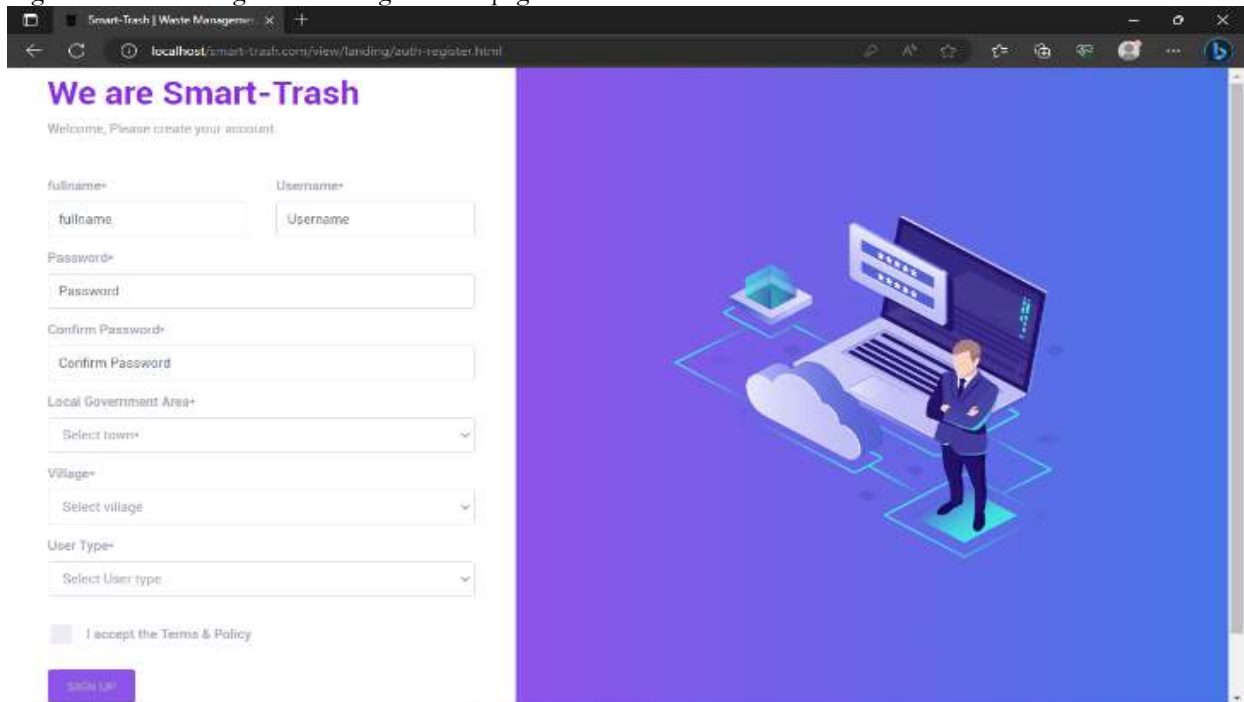 Smart-Trash | Waste Managemen
localhost/smart-trash.com/view/landing/auth-register.html
We are Smart-Trash
Welcome, Please create your account.
fullname* Username*
fullname Username
Password*
Password
Confirm Password*
Confirm Password
Local Government Area*
Select town*
Village*
Select village
User Type*
Select User type
I accept the Terms & Policy
SIGN UP